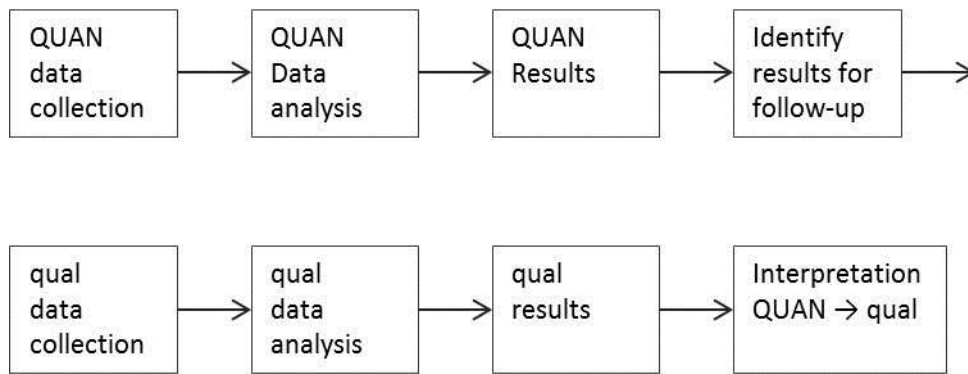 QUAN
data
collection
QUAN
Data
analysis
QUAN
Results
Identify
results for
follow-up
qual
data
collection
qual
data
analysis
qual
results
Interpretation
QUAN → qual